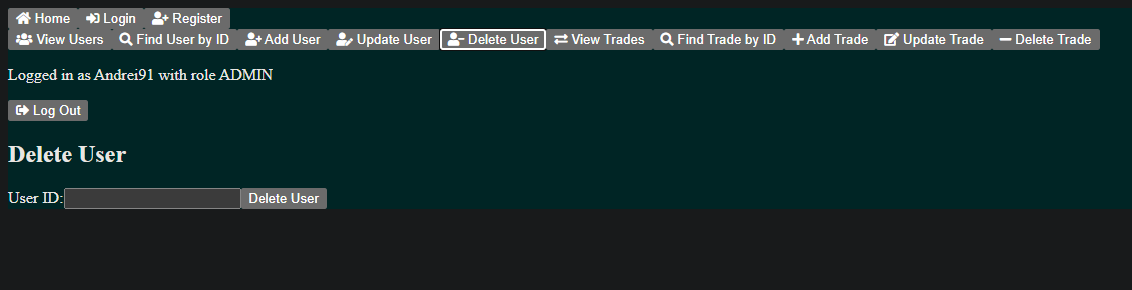 Home Login Register
View Users Find User by ID Add User Update User Delete User View Trades Find Trade by ID Add Trade Update Trade Delete Trade
Logged in as Andrei91 with role ADMIN
Log Out
Delete User
User ID: Delete User